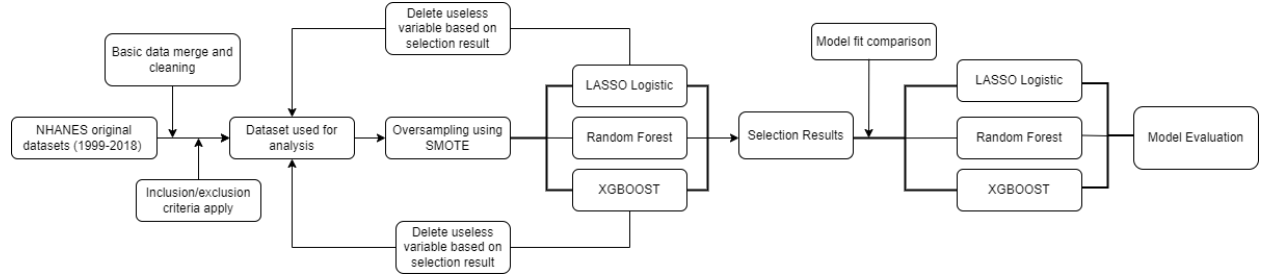 Delete useless
variable based on
selection result
Basic data merge and
cleaning
Model fit comparison
LASSO Logistic
LASSO Logistic
NHANES original
datasets (1999-2018)
Dataset used for
analysis
Oversampling using
SMOTE
Random Forest
Selection Results
Random Forest
Model Evaluation
Inclusion/exclusion
criteria apply
XGBOOST
XGBOOST
Delete useless
variable based on
selection result